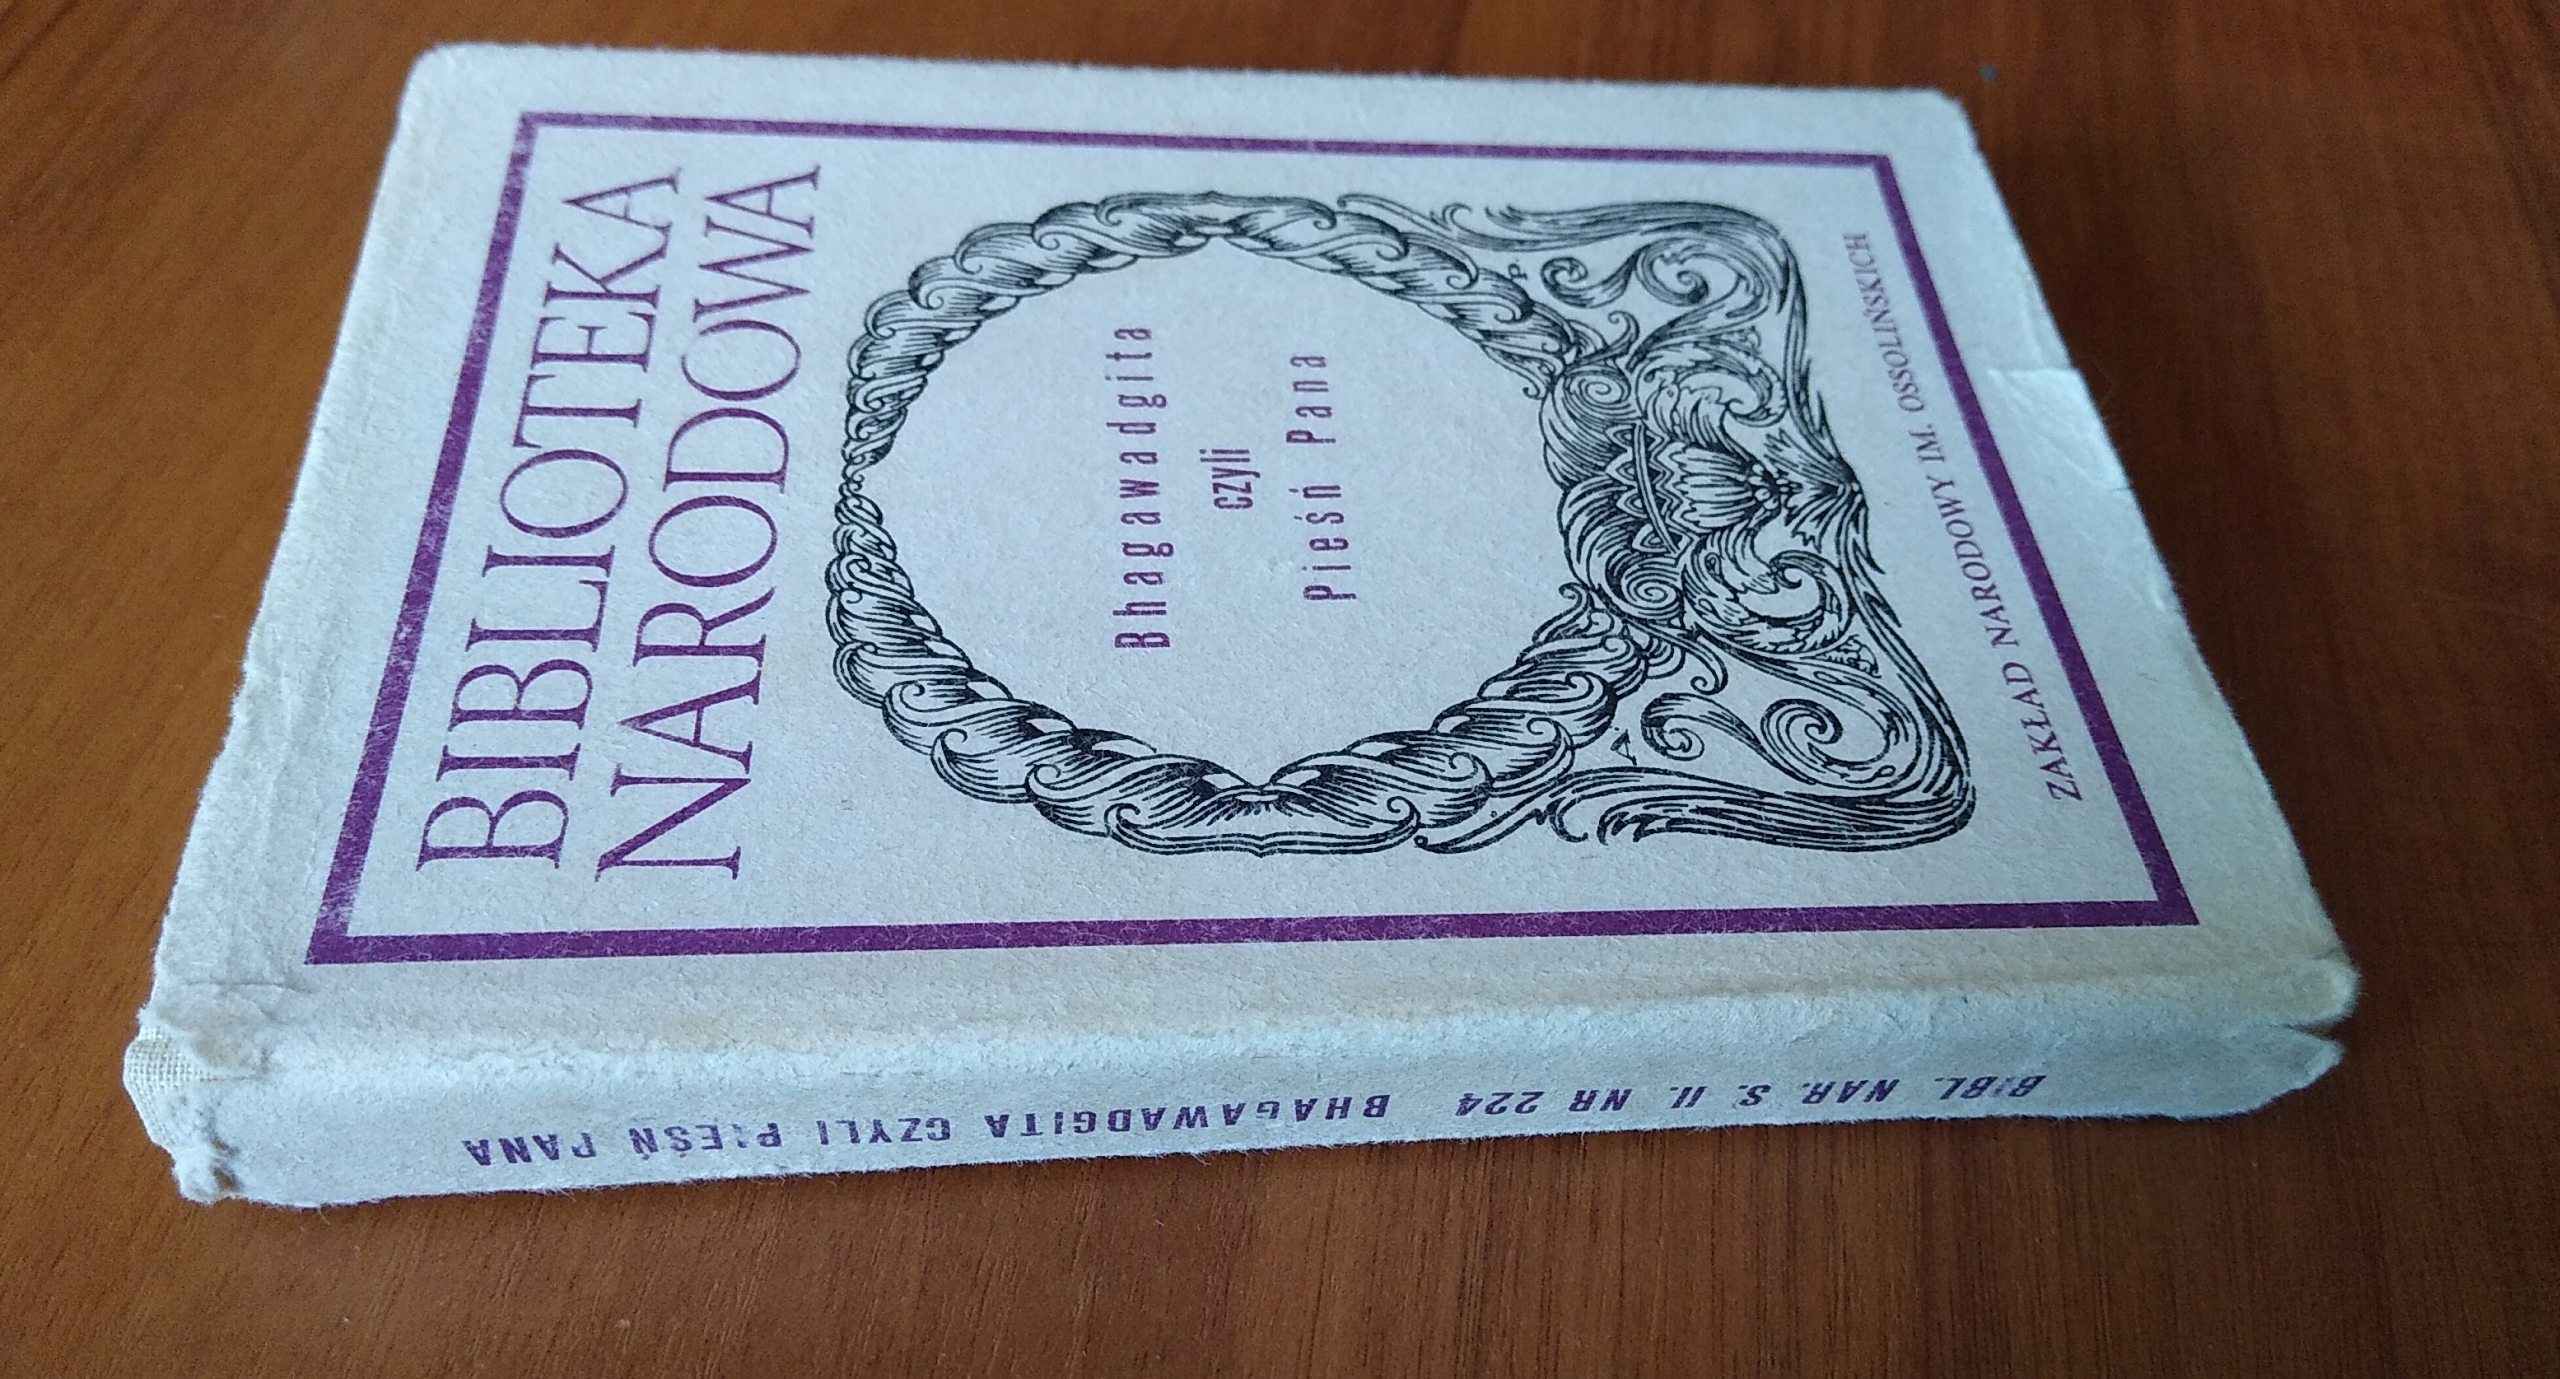 BIBLIOTEKA
NARODOWA
Bhagawadgita
czyli
Pieśń Pana
P.
A
ZAKŁAD NARODOWY IM. OSSOLIŃSKICH
BIBL. NAR. S. II. NR 224 BHAGAWADGITA CZYLI PIEŚŃ PANA